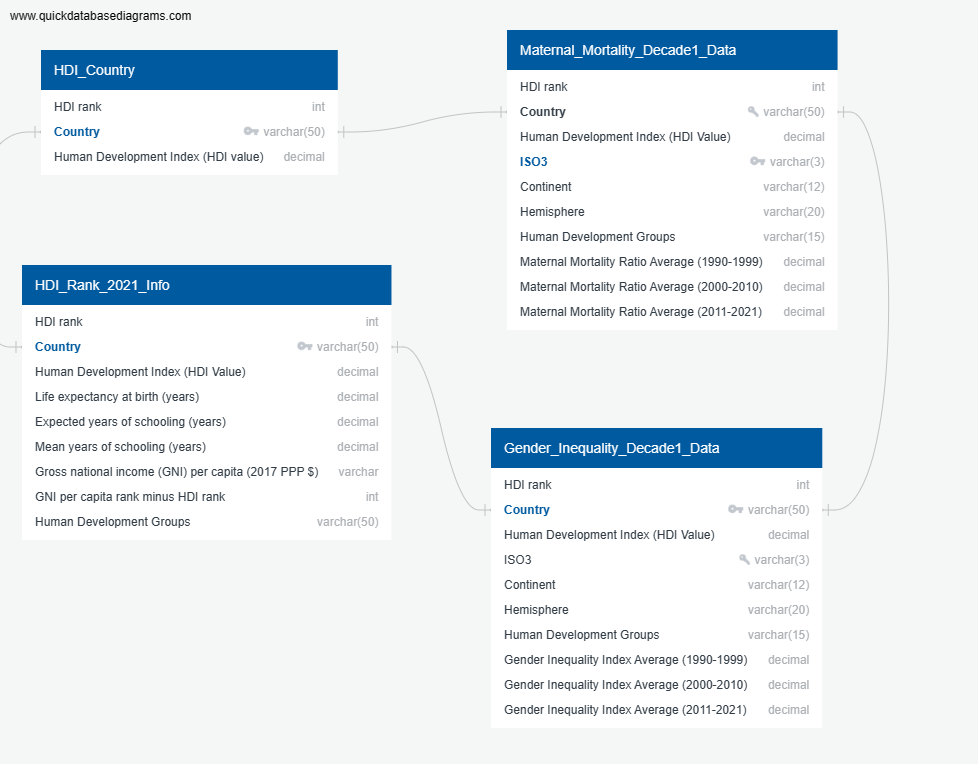 www.quickdatabasediagrams.com
HDI_Country
HDI rank int
Country varchar(50)
Human Development Index (HDI value) decimal
Maternal_Mortality_Decade1_Data
HDI rank int
Country varchar(50)
Human Development Index (HDI Value) decimal
ISO3 varchar(3)
Continent varchar(12)
Hemisphere varchar(20)
Human Development Groups varchar(15)
Maternal Mortality Ratio Average (1990-1999) decimal
Maternal Mortality Ratio Average (2000-2010) decimal
Maternal Mortality Ratio Average (2011-2021) decimal
HDI_Rank_2021_Info
HDI rank int
Country varchar(50)
Human Development Index (HDI Value) decimal
Life expectancy at birth (years) decimal
Expected years of schooling (years) decimal
Mean years of schooling (years) decimal
Gross national income (GNI) per capita (2017 PPP $) varchar
GNI per capita rank minus HDI rank int
Human Development Groups varchar(50)
Gender_Inequality_Decade1_Data
HDI rank int
Country varchar(50)
Human Development Index (HDI Value) decimal
ISO3 varchar(3)
Continent varchar(12)
Hemisphere varchar(20)
Human Development Groups varchar(15)
Gender Inequality Index Average (1990-1999) decimal
Gender Inequality Index Average (2000-2010) decimal
Gender Inequality Index Average (2011-2021) decimal